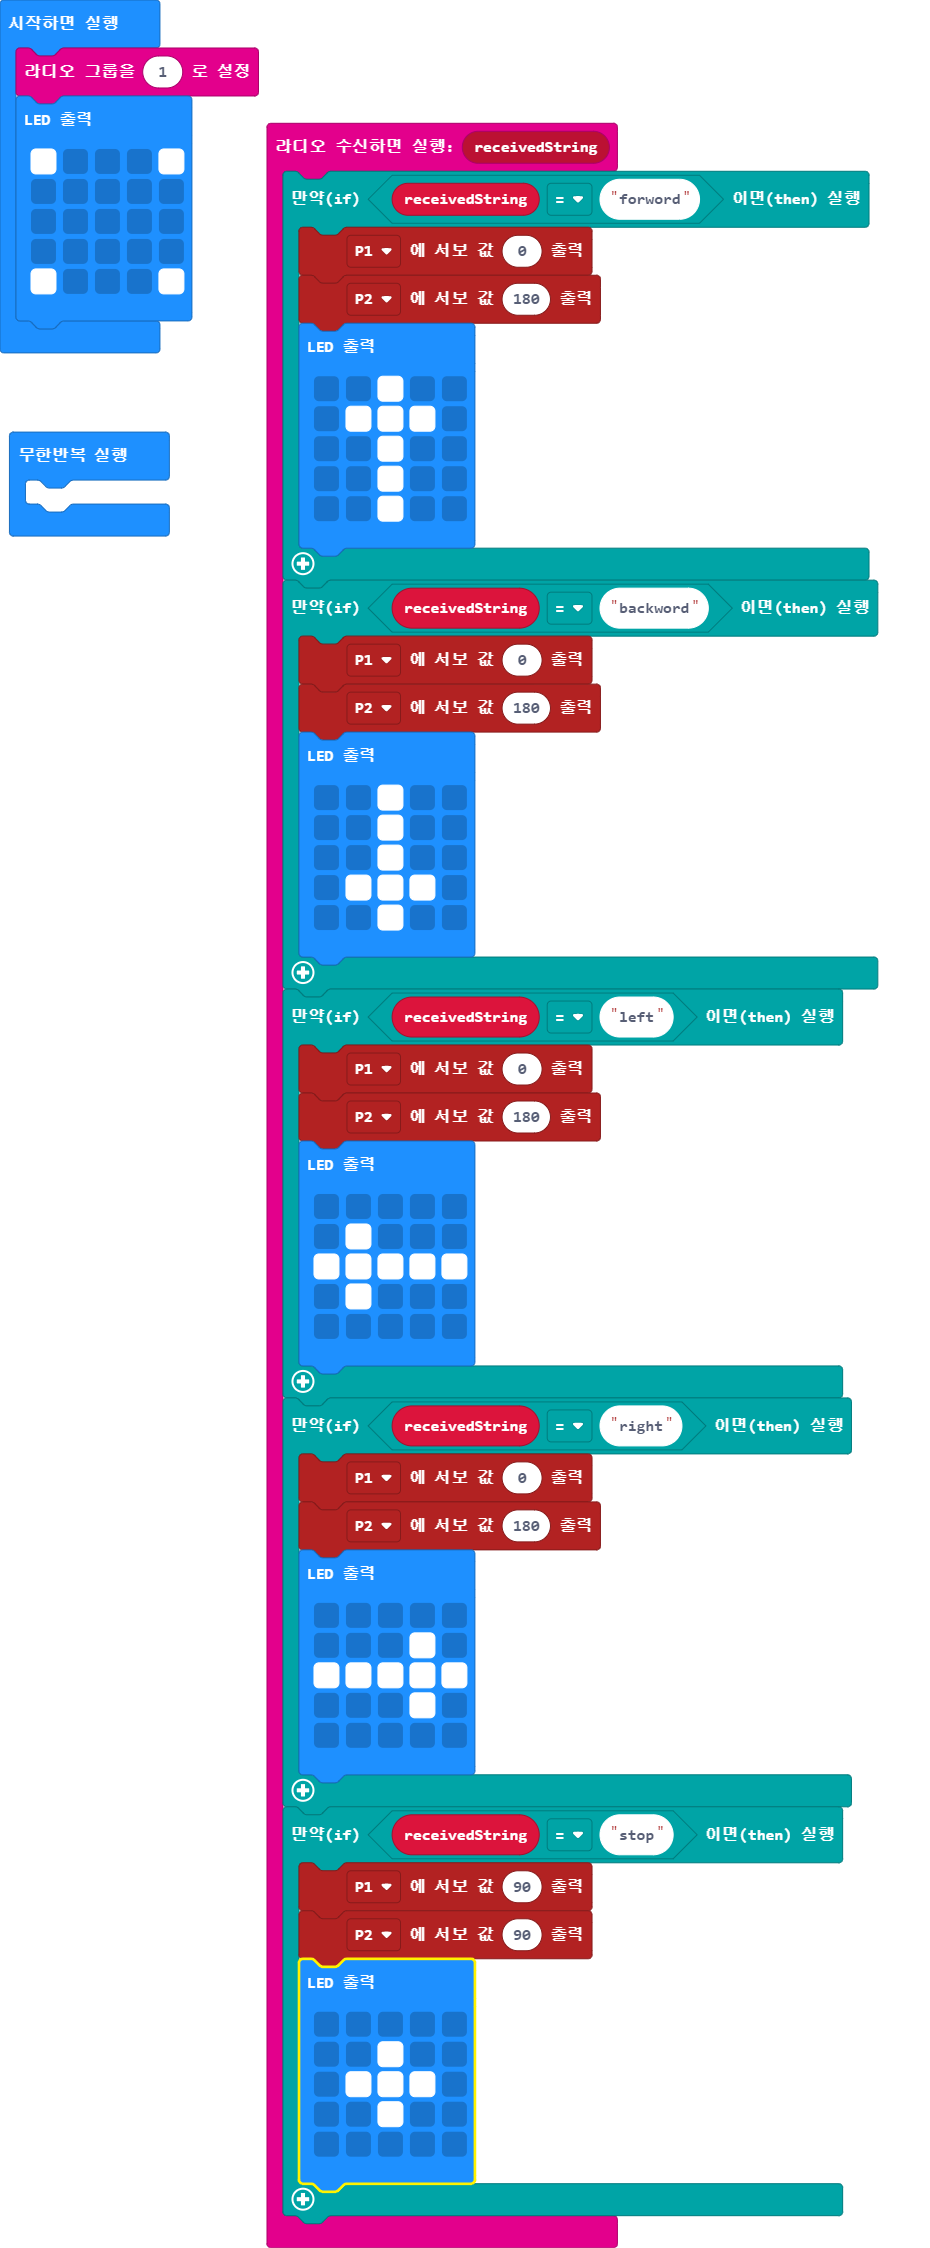 시작하면 실행
라디오 그룹을 1 로 설정
LED 출력
무한반복 실행
라디오 수신하면 실행: receivedString
만약(if) receivedString = "forword" 이면(then) 실행
P1 에 서보 값 0 출력
P2 에 서보 값 180 출력
LED 출력
만약(if) receivedString = "backword" 이면(then) 실행
P1 에 서보 값 0 출력
P2 에 서보 값 180 출력
LED 출력
만약(if) receivedString = "left" 이면(then) 실행
P1 에 서보 값 0 출력
P2 에 서보 값 180 출력
LED 출력
만약(if) receivedString = "right" 이면(then) 실행
P1 에 서보 값 0 출력
P2 에 서보 값 180 출력
LED 출력
만약(if) receivedString = "stop" 이면(then) 실행
P1 에 서보 값 90 출력
P2 에 서보 값 90 출력
LED 출력